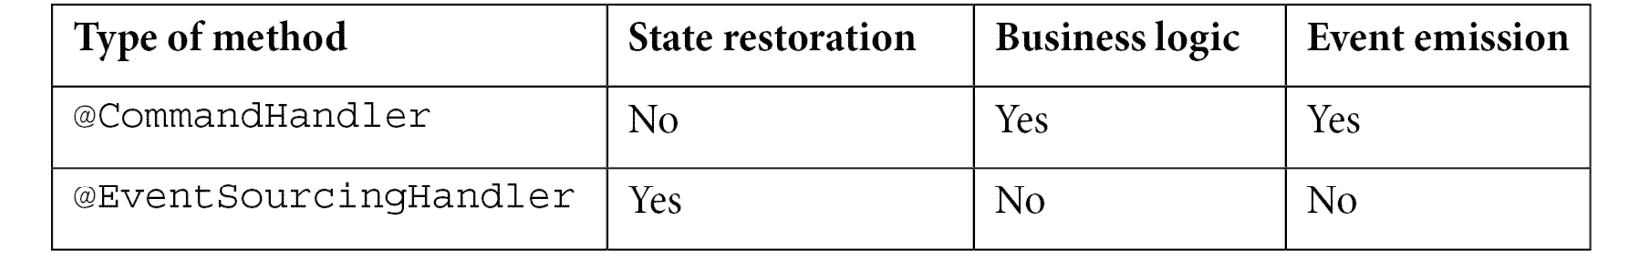 Type of method State restoration Business logic Event emission
@CommandHandler No Yes Yes
@EventSourcingHandler Yes No No